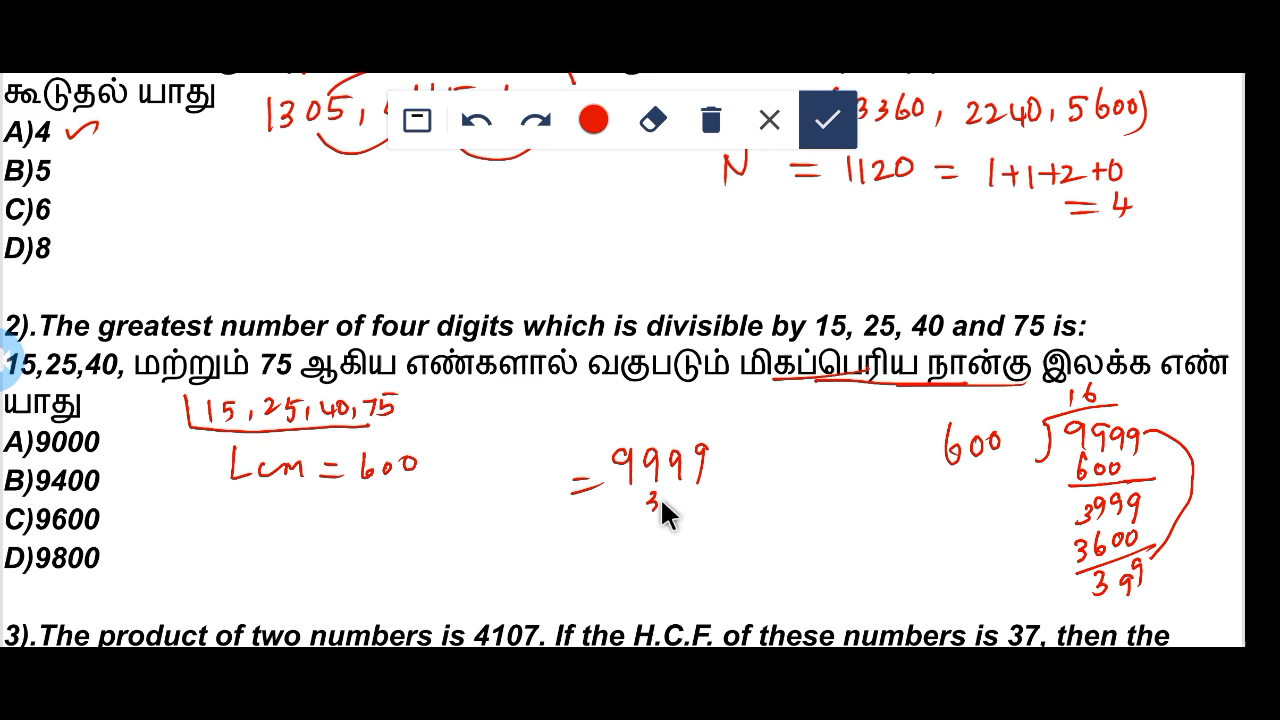 கூடுதல் யாது
1305,
3360, 2240, 5600)
A)4
N = 1120 = 1+1+2+0
B)5
= 4
C)6
D)8
2).The greatest number of four digits which is divisible by 15, 25, 40 and 75 is:
15,25,40, மற்றும் 75 ஆகிய எண்களால் வகுபடும் மிகப்பெரிய நான்கு இலக்க எண்
யாது
15, 25, 40, 75
A)9000
Lcm = 600
= 9999
3
B)9400
C)9600
D)9800
16
600 9999
600
3999
3600
399
3).The product of two numbers is 4107. If the H.C.F. of these numbers is 37, then the